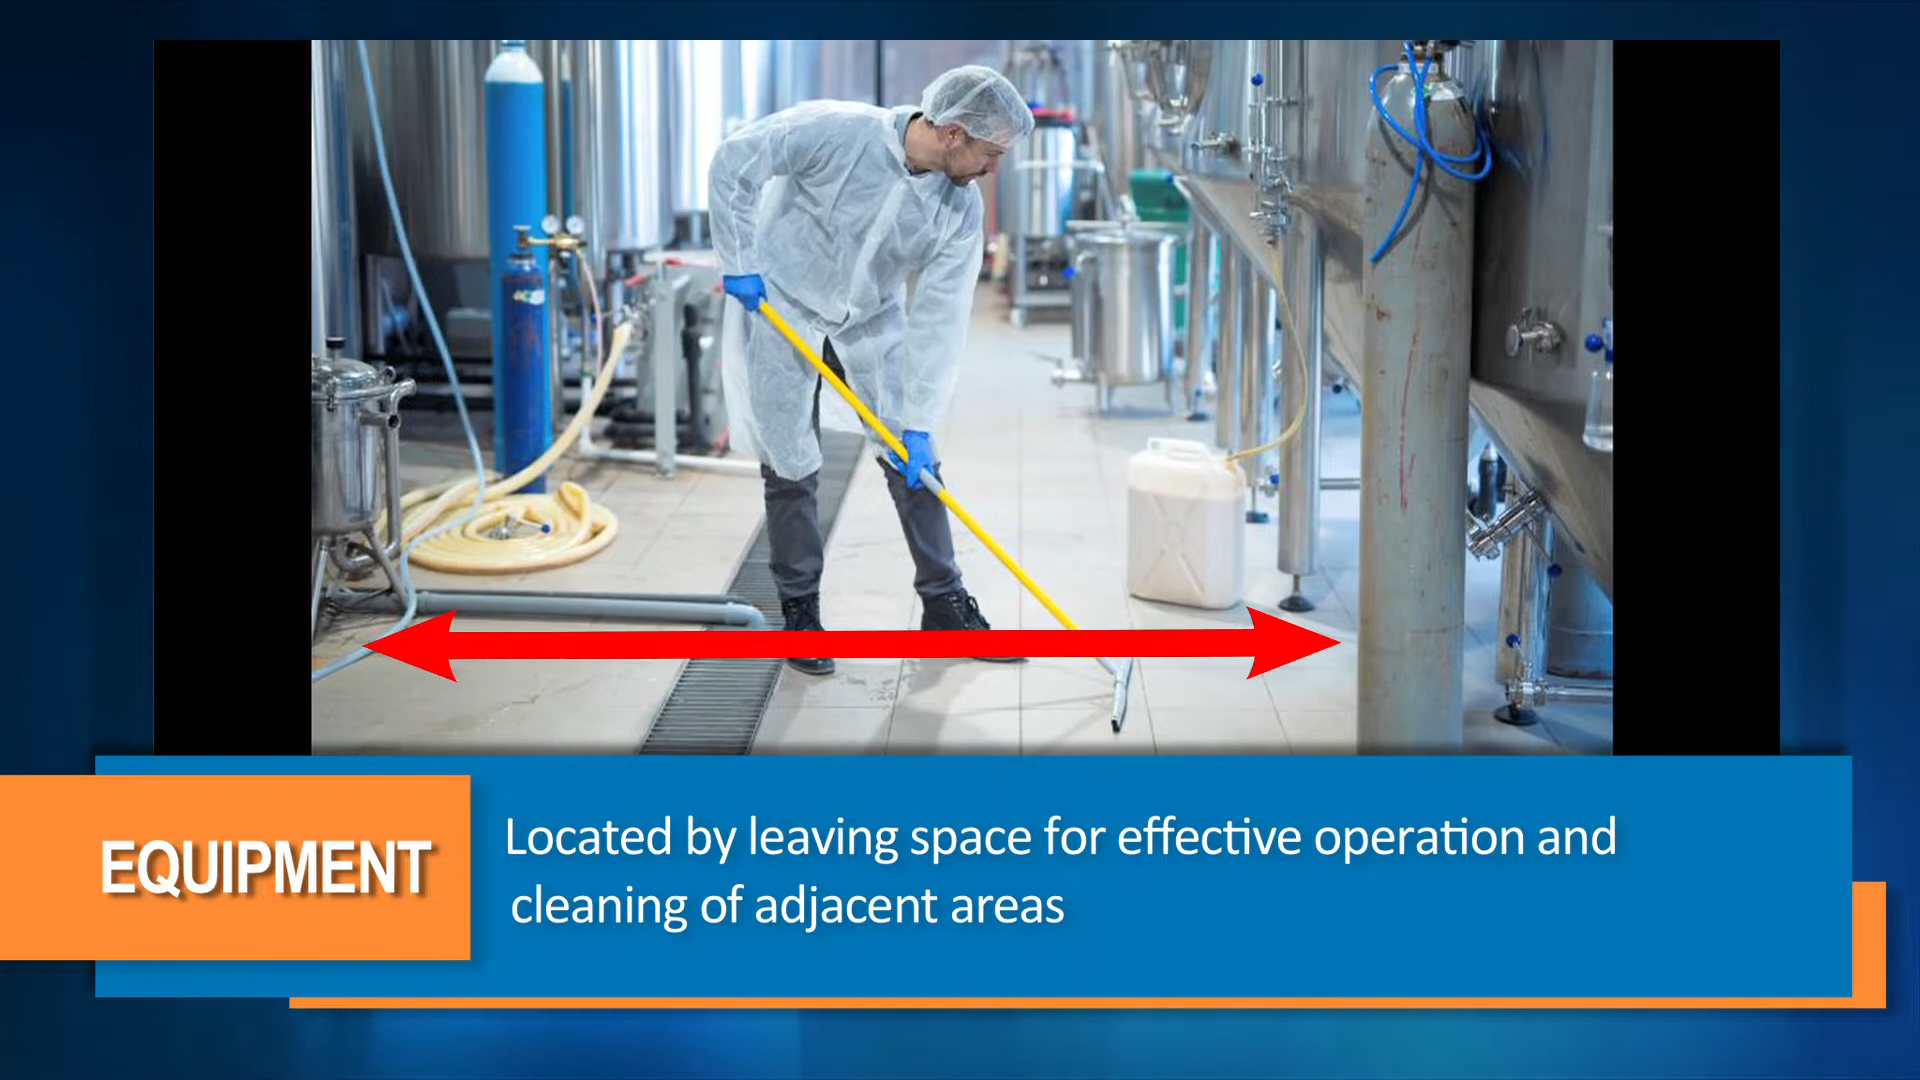 EQUIPMENT
Located by leaving space for effective operation and
cleaning of adjacent areas